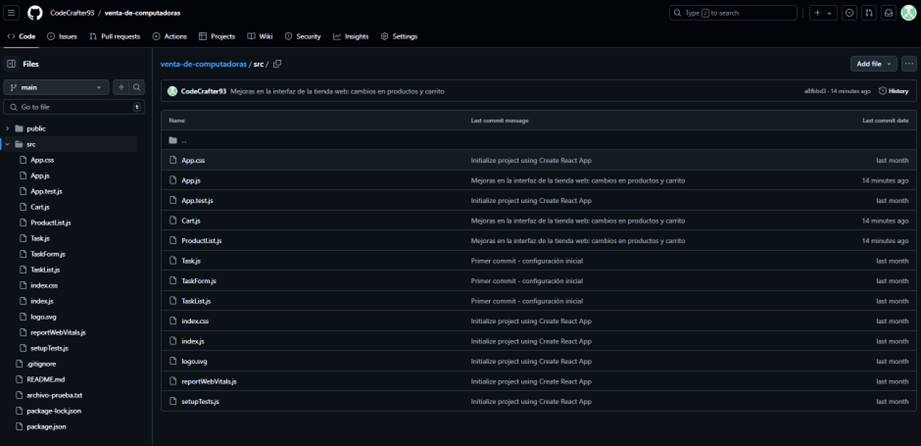 CodeCrafter93 / venta-de-computadoras
Type / to search
Code Issues Pull requests Actions Projects Wiki Security Insights Settings
Files
main
Go to file t
public
src
App.css
App.js
App.test.js
Cart.js
ProductList.js
Task.js
TaskForm.js
TaskList.js
index.css
index.js
logo.svg
reportWebVitals.js
setupTests.js
.gitignore
README.md
archivo-prueba.txt
package-lock.json
package.json
venta-de-computadoras / src /
Add file
CodeCrafter93 Mejoras en la interfaz de la tienda web: cambios en productos y carrito
· 14 minutes ago History
Name Last commit message Last commit date
..
App.css Initialize project using Create React App last month
App.js Mejoras en la interfaz de la tienda web: cambios en productos y carrito 14 minutes ago
App.test.js Initialize project using Create React App last month
Cart.js Mejoras en la interfaz de la tienda web: cambios en productos y carrito 14 minutes ago
ProductList.js Mejoras en la interfaz de la tienda web: cambios en productos y carrito 14 minutes ago
Task.js Primer commit - configuración inicial last month
TaskForm.js Primer commit - configuración inicial last month
TaskList.js Primer commit - configuración inicial last month
index.css Initialize project using Create React App last month
index.js Initialize project using Create React App last month
logo.svg Initialize project using Create React App last month
reportWebVitals.js Initialize project using Create React App last month
setupTests.js Initialize project using Create React App last month